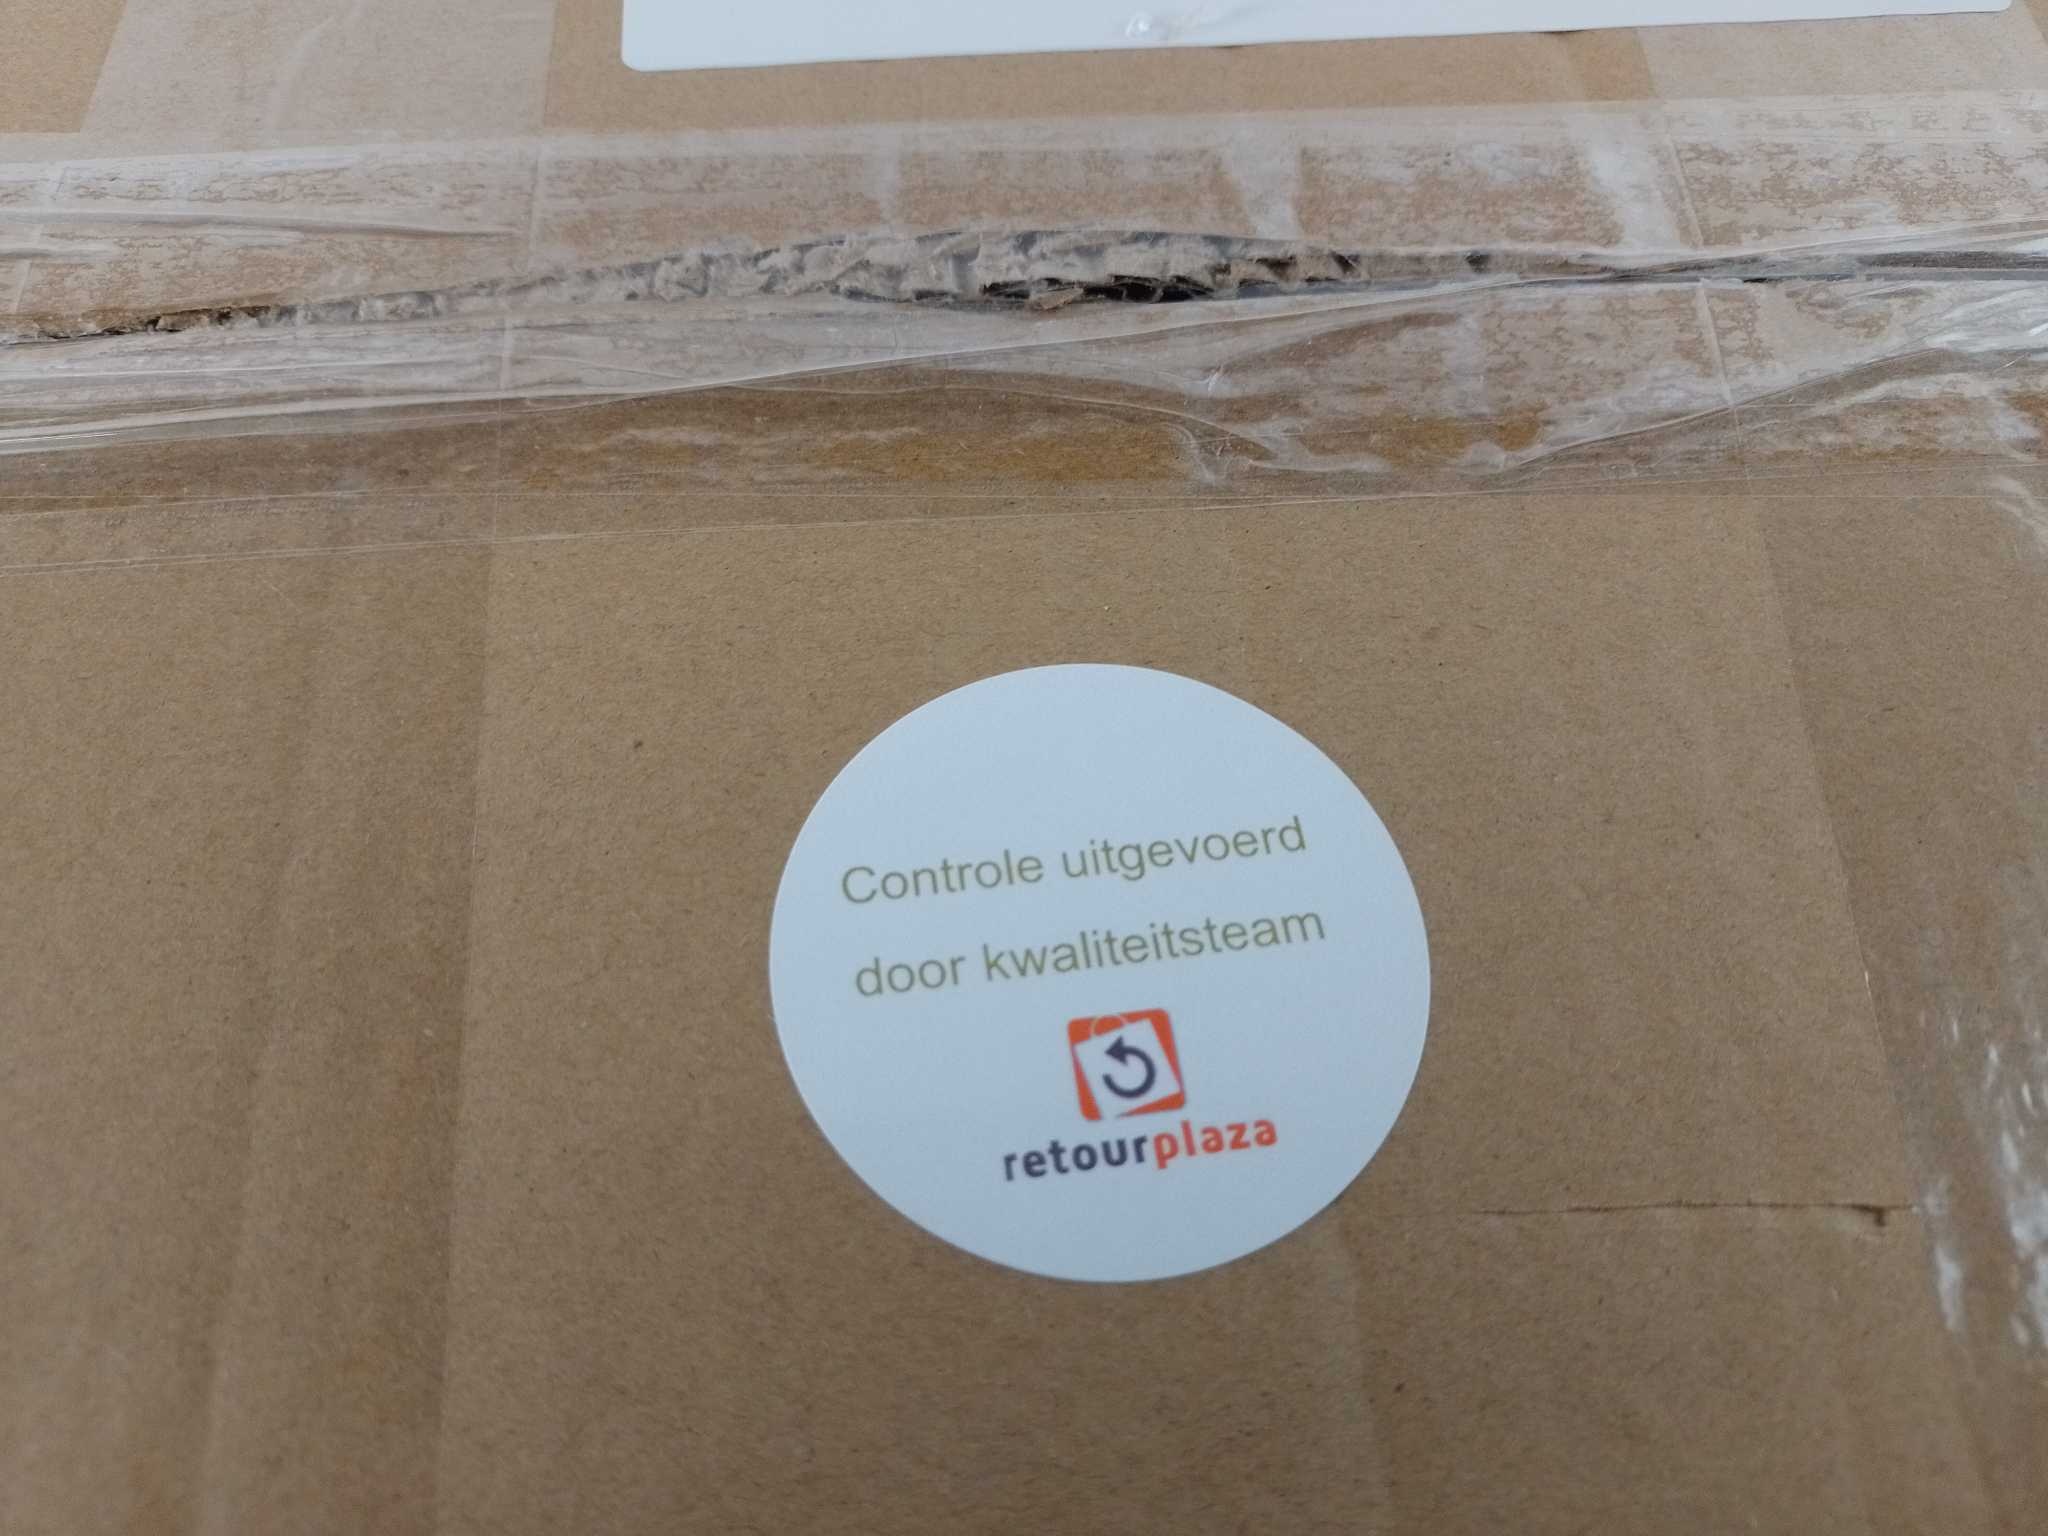 Controle uitgevoerd
door kwaliteitsteam
retourplaza